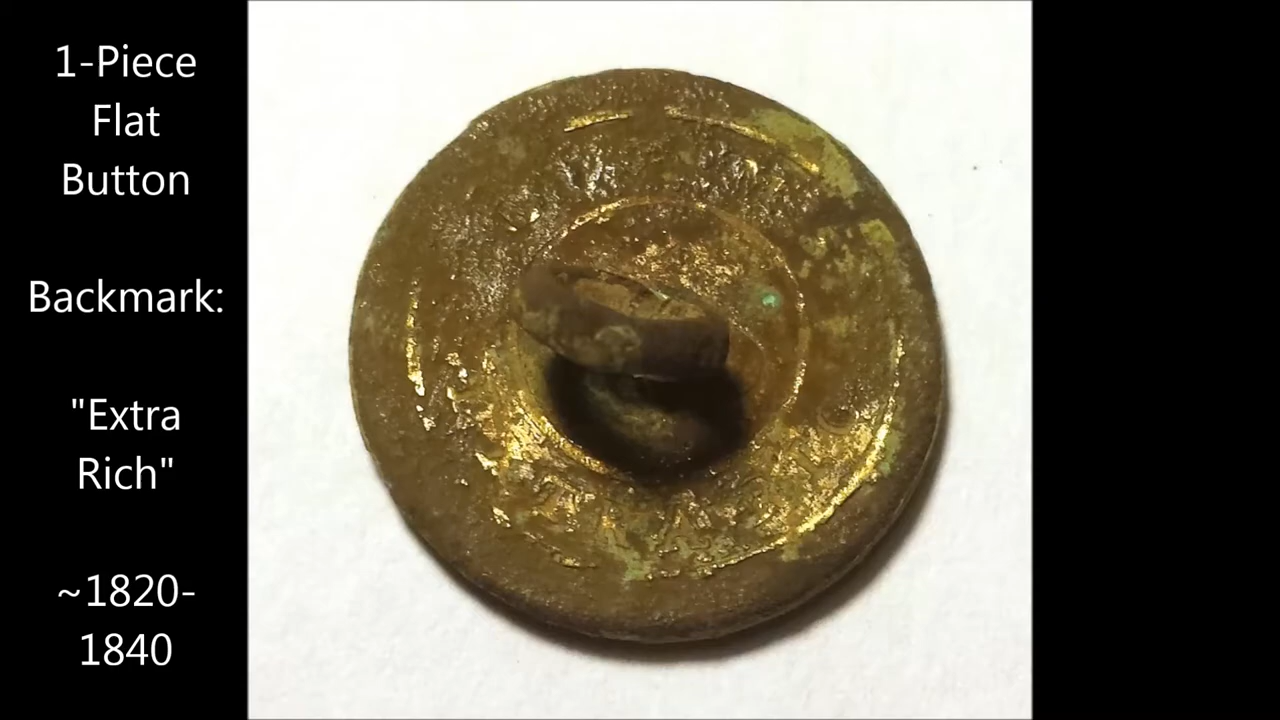 1-Piece
Flat
Button
Backmark:
"Extra
Rich"
~1820-
1840